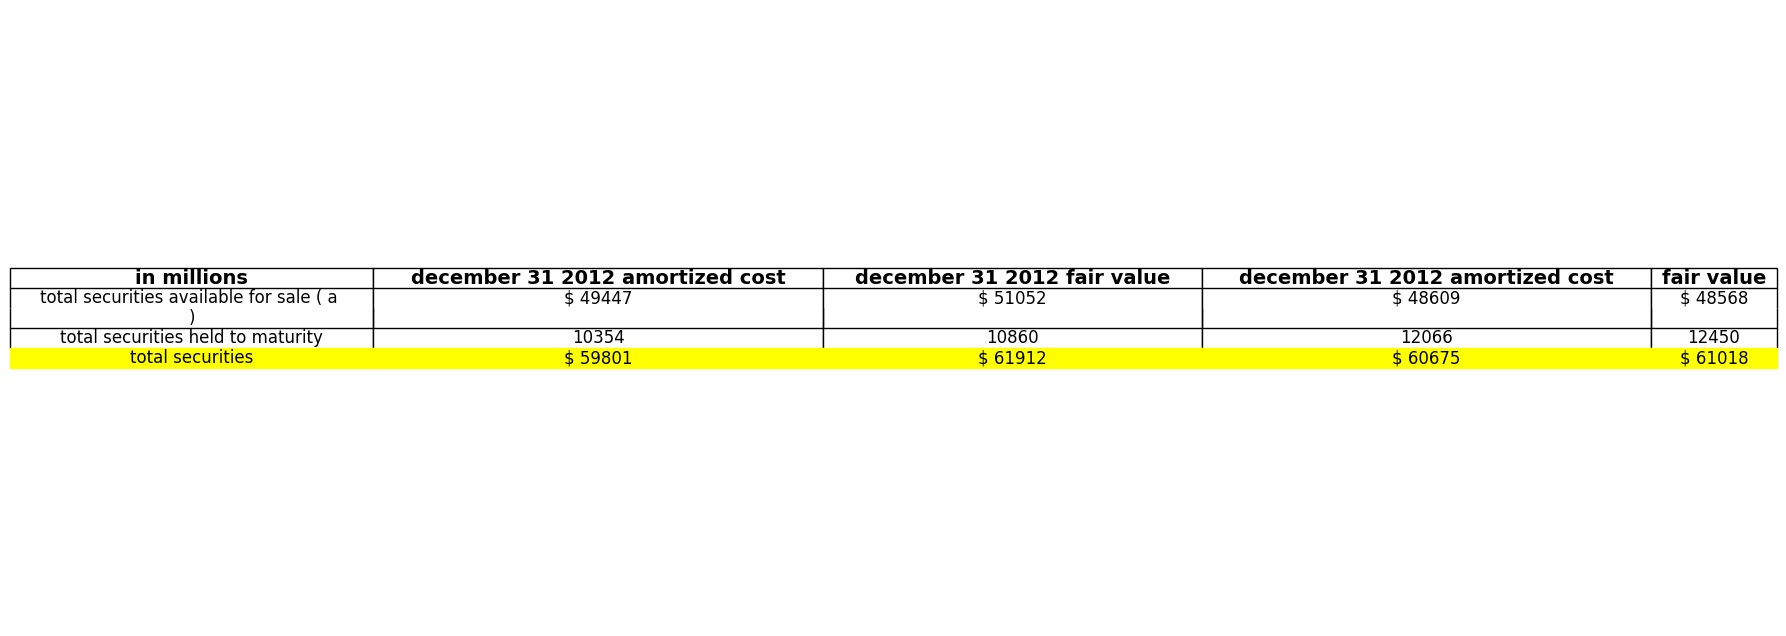 in millions december 31 2012 amortized cost december 31 2012 fair value december 31 2012 amortized cost fair value
total securities available for sale ( a $ 49447 $ 51052 $ 48609 $ 48568
)
total securities held to maturity 10354 10860 12066 12450
total securities $ 59801 $ 61912 $ 60675 $ 61018